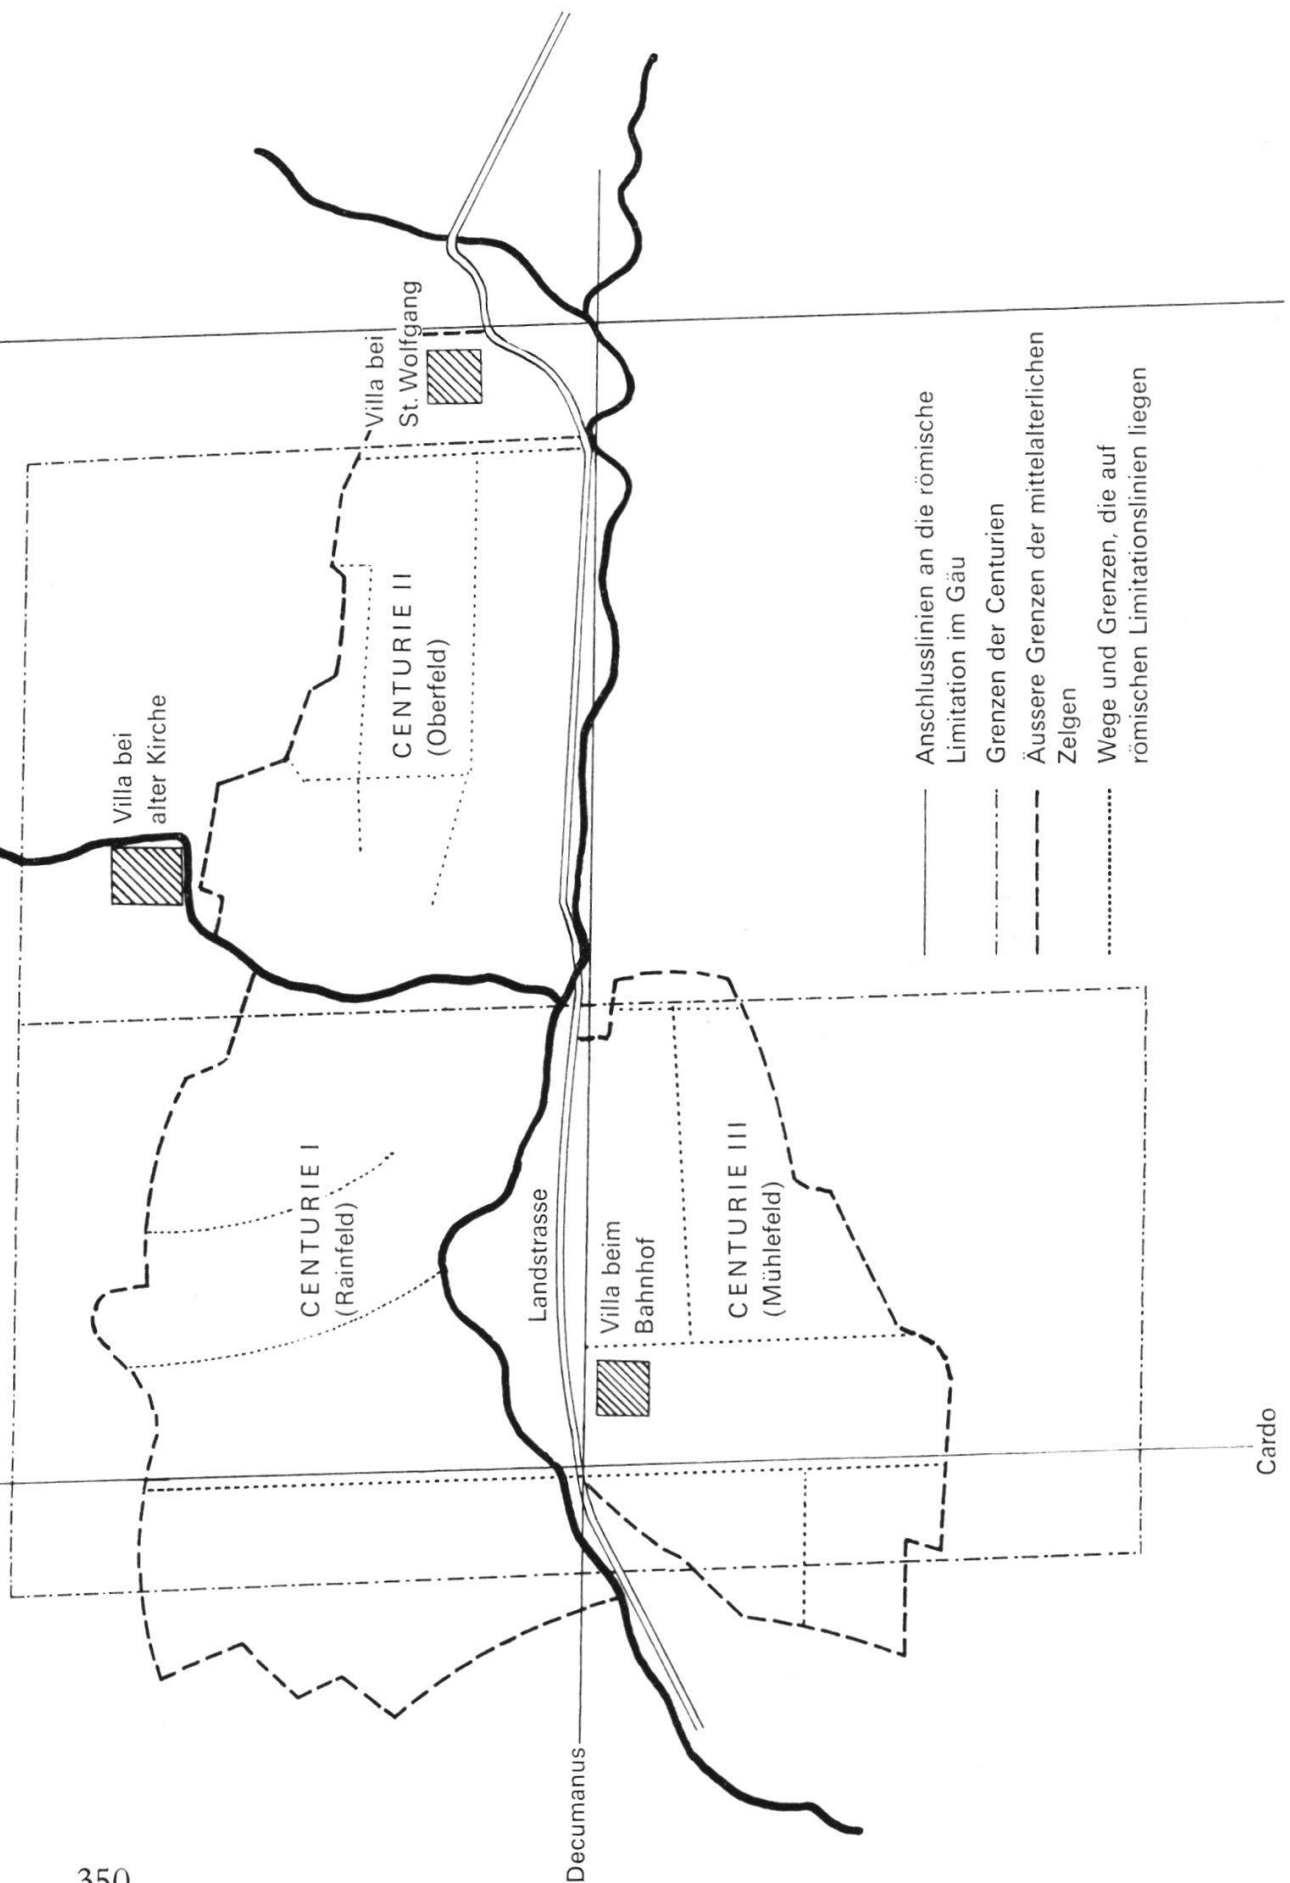 350
Villa bei
alter Kirche
Villa bei
St. Wolfgang
CENTURIE I
(Rainfeld)
CENTURIE II
(Oberfeld)
Landstrasse
Villa beim
Bahnhof
CENTURIE III
(Mühlefeld)
Decumanus
Cardo
Anschlusslinien an die römische
Limitation im Gäu
Grenzen der Centurien
Äussere Grenzen der mittelalterlichen
Zelgen
Wege und Grenzen, die auf
römischen Limitationslinien liegen